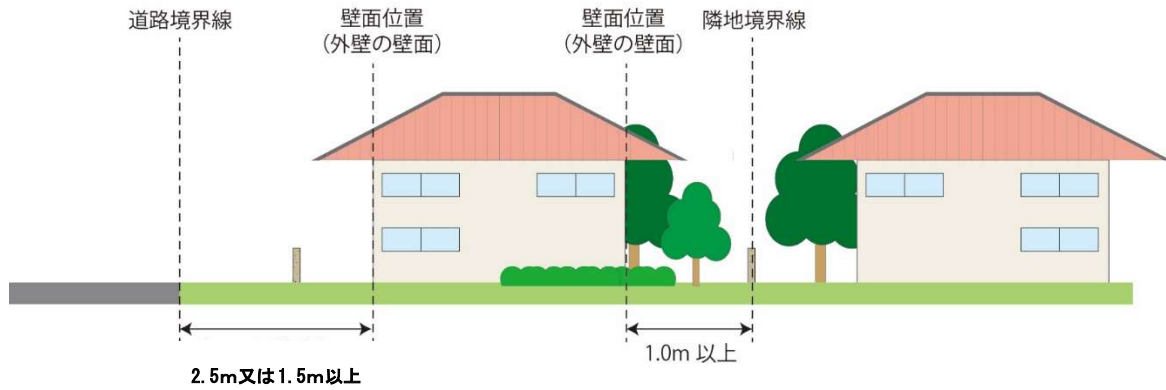 道路境界線
壁面位置
（外壁の壁面）
壁面位置
（外壁の壁面）
隣地境界線
1.0m 以上
2.5m又は1.5m以上